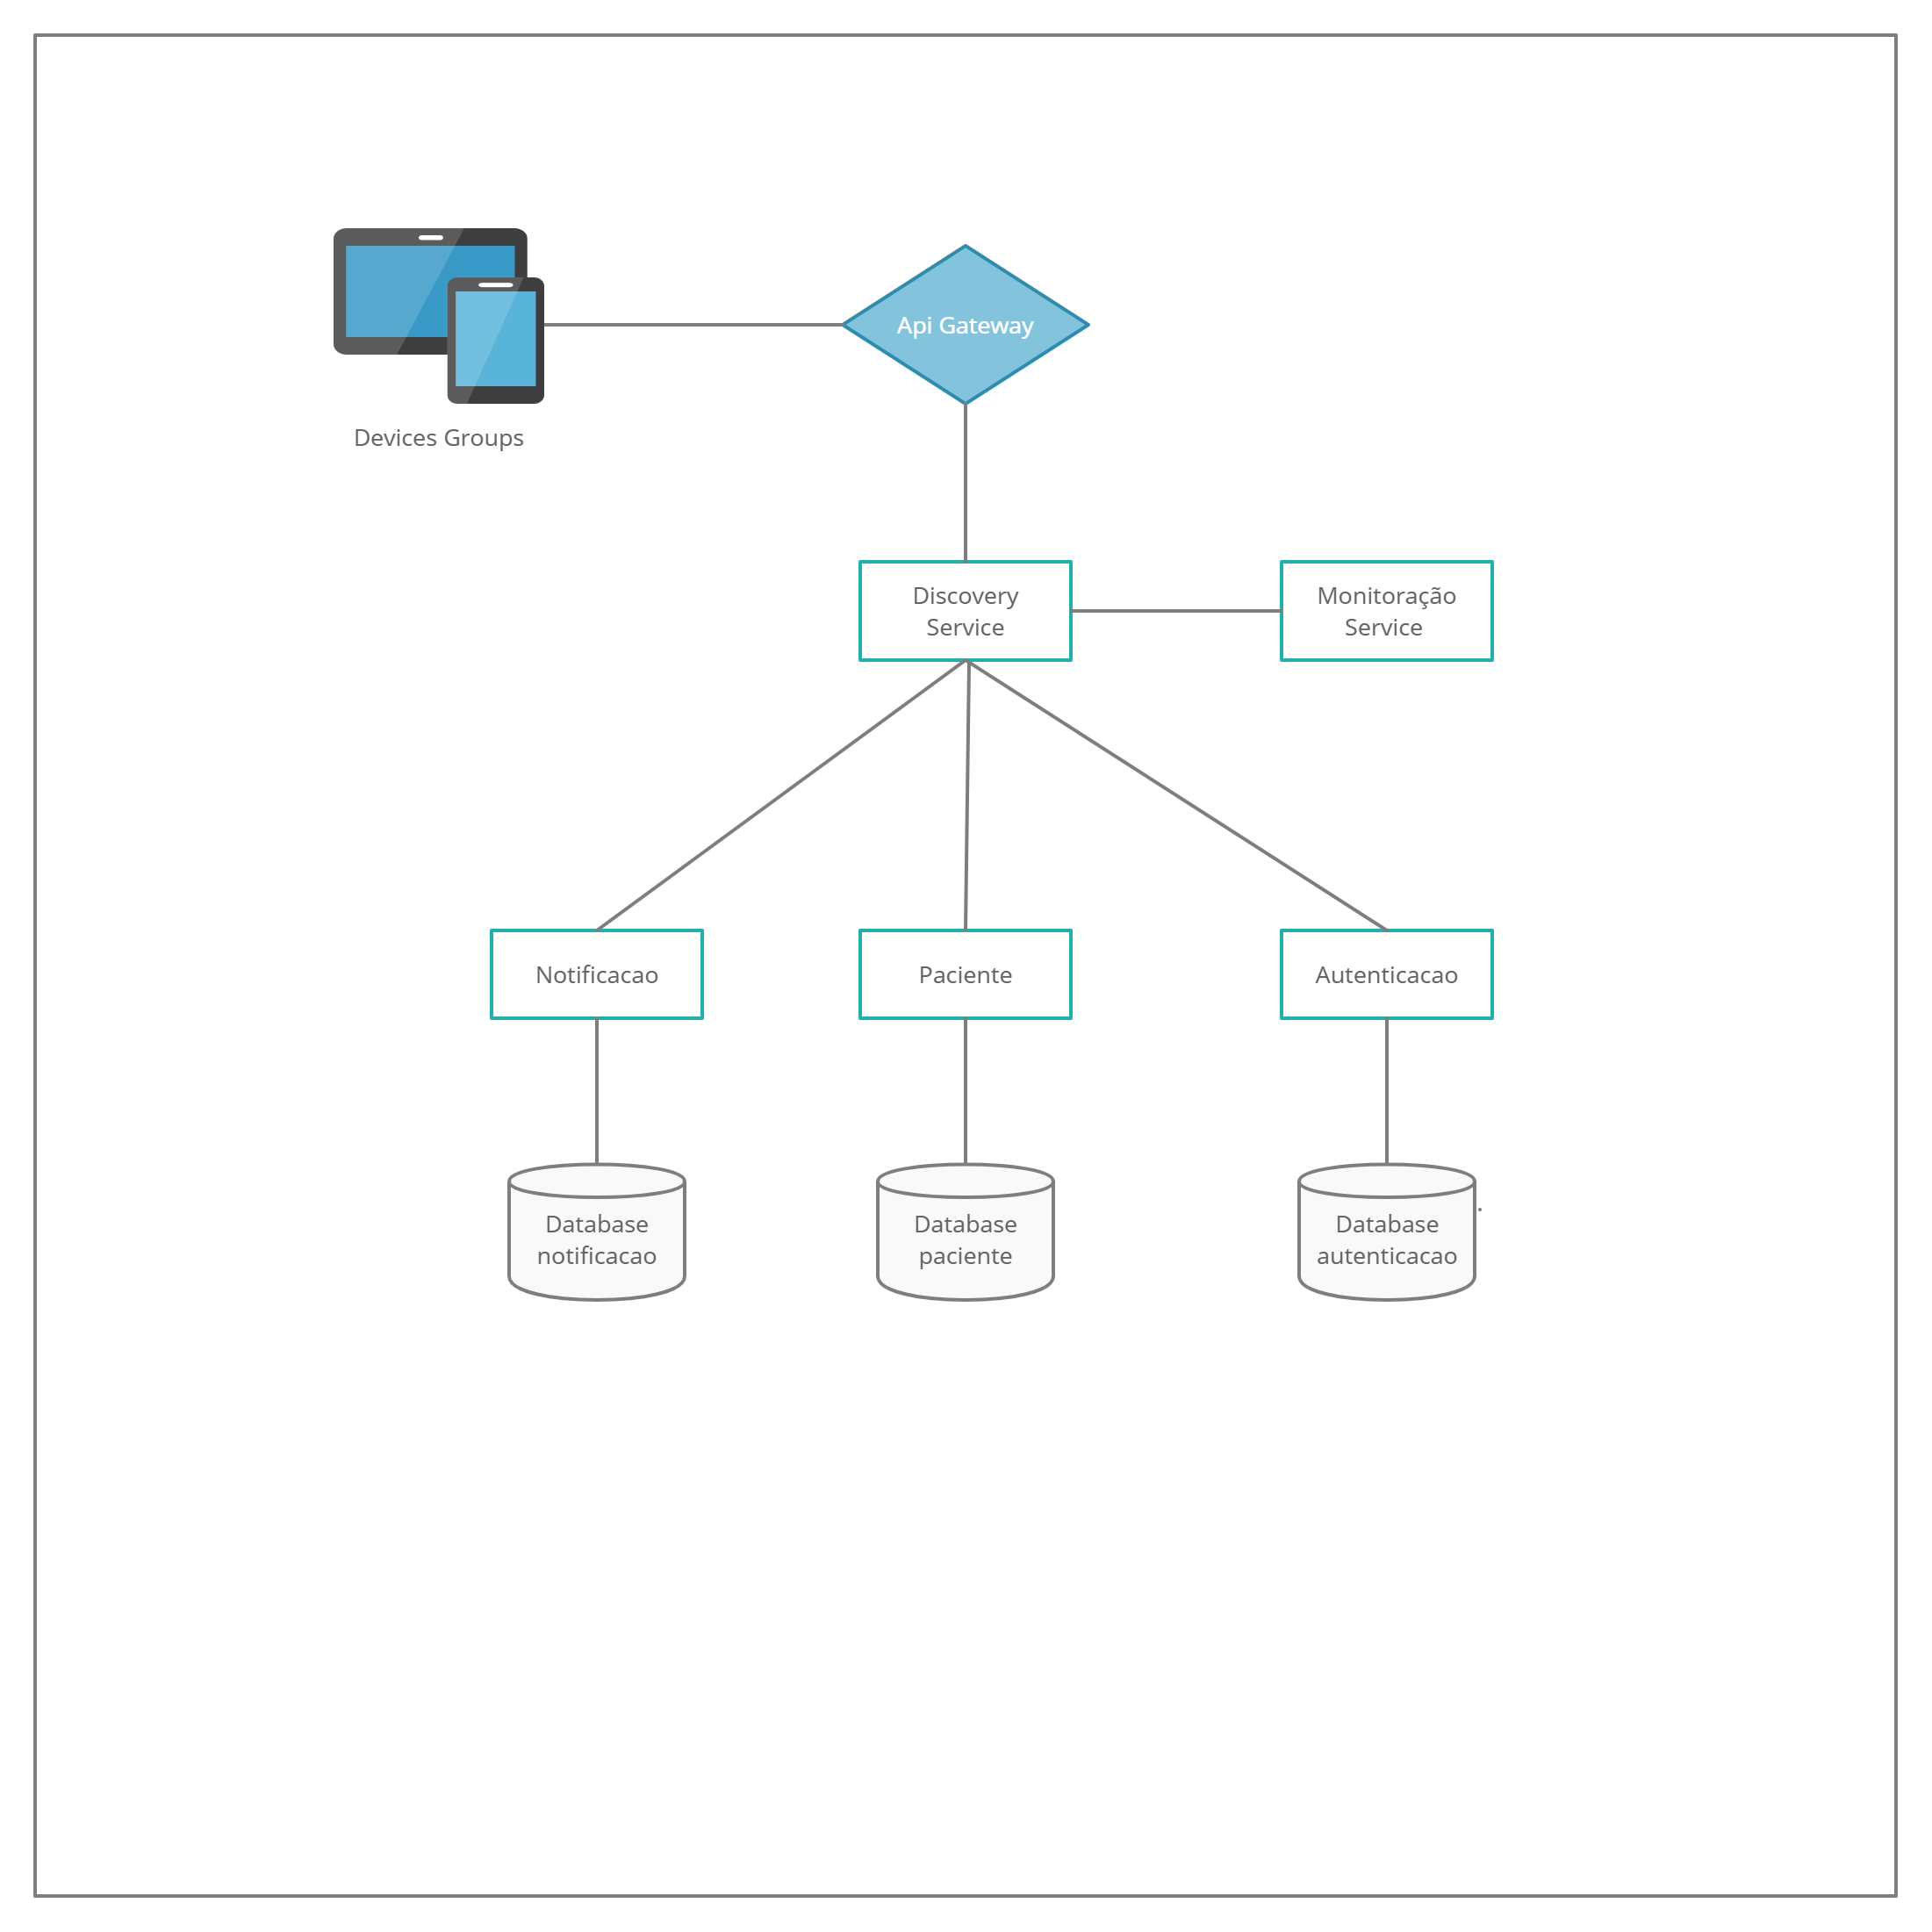 Api Gateway
Devices Groups
Discovery
Service
Monitoração
Service
Notificacao
Paciente
Autenticacao
Database
notificacao
Database
paciente
Database
autenticacao